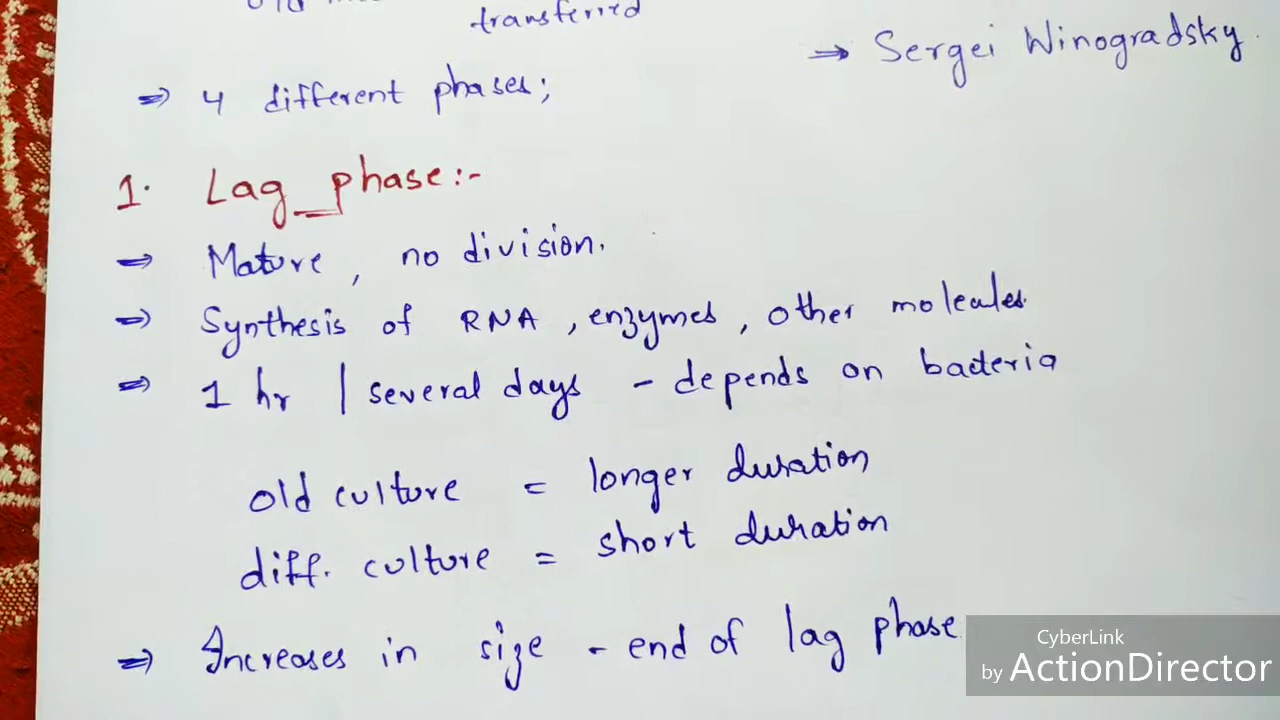 transferred
⇒ Sergei Winogradsky.
⇒ 4 different phases;
1. Lag_phase:-
⇒ Mature, no division.
⇒ Synthesis of RNA, enzymes, other molecules.
⇒ 1 hr / several days - depends on bacteria
old culture = longer duration
diff. culture = short duration
⇒ Increases in size - end of lag phase
CyberLink
by ActionDirector